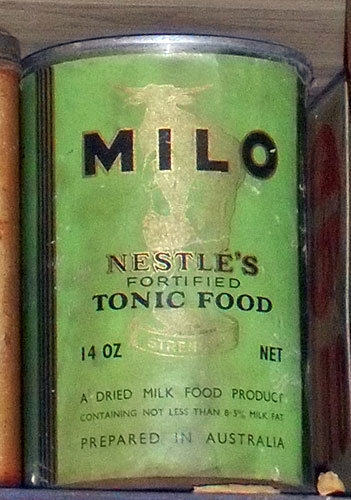 MILO
NESTLÉ'S
FORTIFIED
TONIC FOOD
14 OZ NET
A DRIED MILK FOOD PRODUCT
CONTAINING NOT LESS THAN 8·5% MILK FAT
PREPARED IN AUSTRALIA